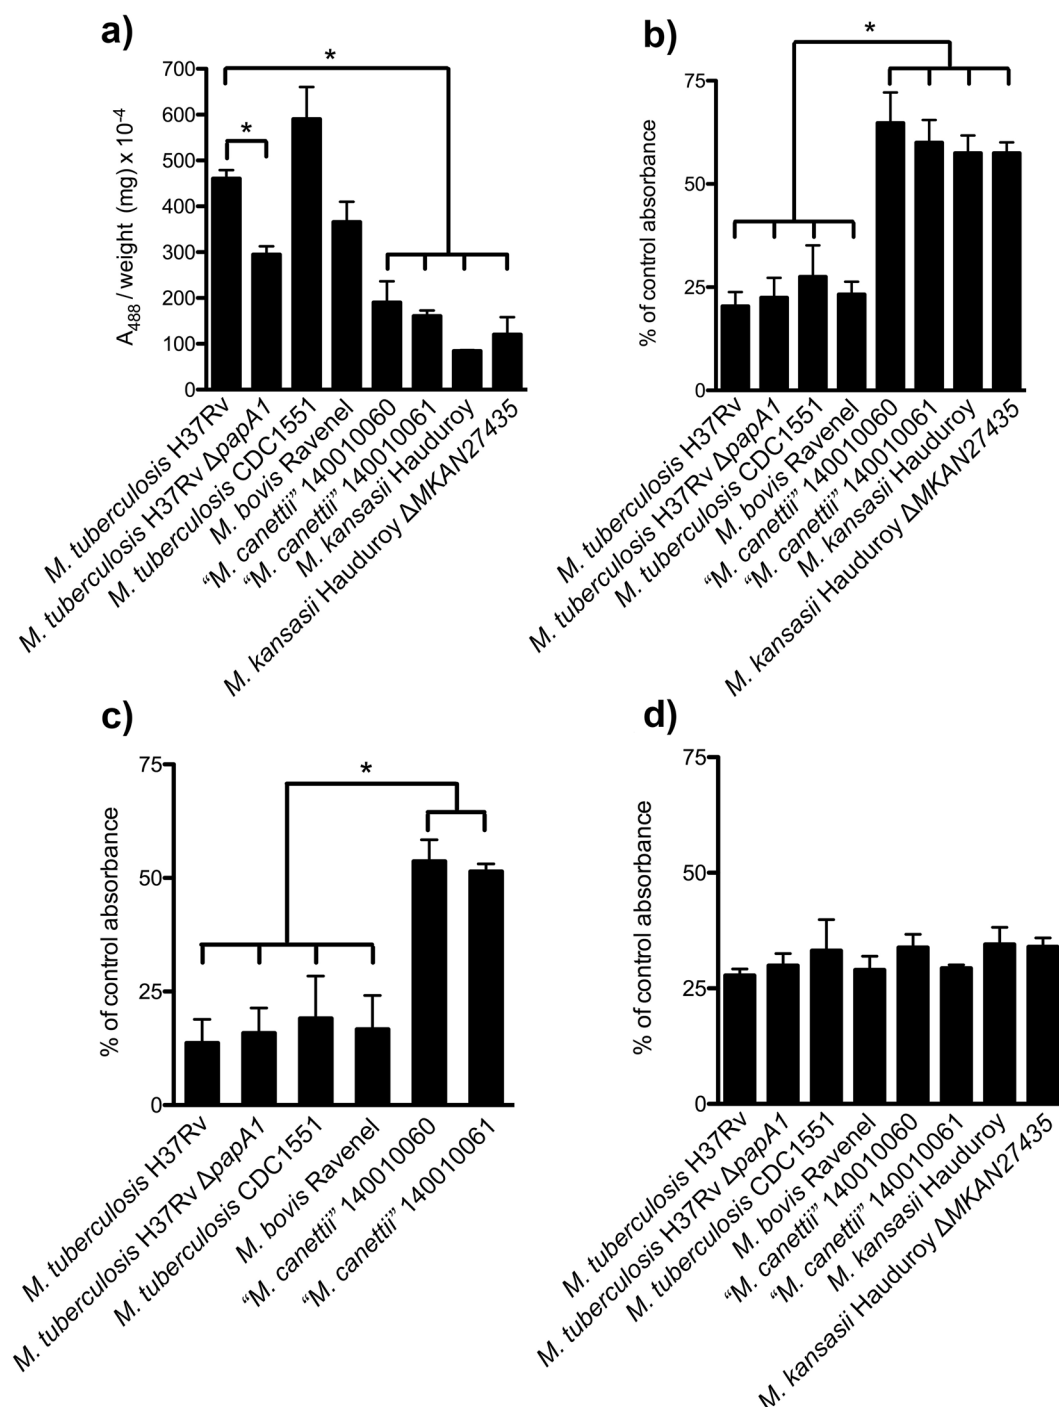 a)
A488 / weight (mg) x 10-4
700
600
500
400
300
200
100
0
*
*
M. tuberculosis H37Rv
M. tuberculosis H37Rv ΔpapA1
M. tuberculosis CDC1551
M. bovis Ravenel
“M. canettii” 140010060
“M. canettii” 140010061
M. kansasii Hauduroy
M. kansasii Hauduroy ΔMKAN27435
b)
% of control absorbance
75
50
25
0
*
M. tuberculosis H37Rv
M. tuberculosis H37Rv ΔpapA1
M. tuberculosis CDC1551
M. bovis Ravenel
“M. canettii” 140010060
“M. canettii” 140010061
M. kansasii Hauduroy
M. kansasii Hauduroy ΔMKAN27435
c)
% of control absorbance
75
50
25
0
*
M. tuberculosis H37Rv
M. tuberculosis H37Rv ΔpapA1
M. tuberculosis CDC1551
M. bovis Ravenel
“M. canettii” 140010060
“M. canettii” 140010061
d)
% of control absorbance
75
50
25
0
M. tuberculosis H37Rv
M. tuberculosis H37Rv ΔpapA1
M. tuberculosis CDC1551
M. bovis Ravenel
“M. canettii” 140010060
“M. canettii” 140010061
M. kansasii Hauduroy
M. kansasii Hauduroy ΔMKAN27435